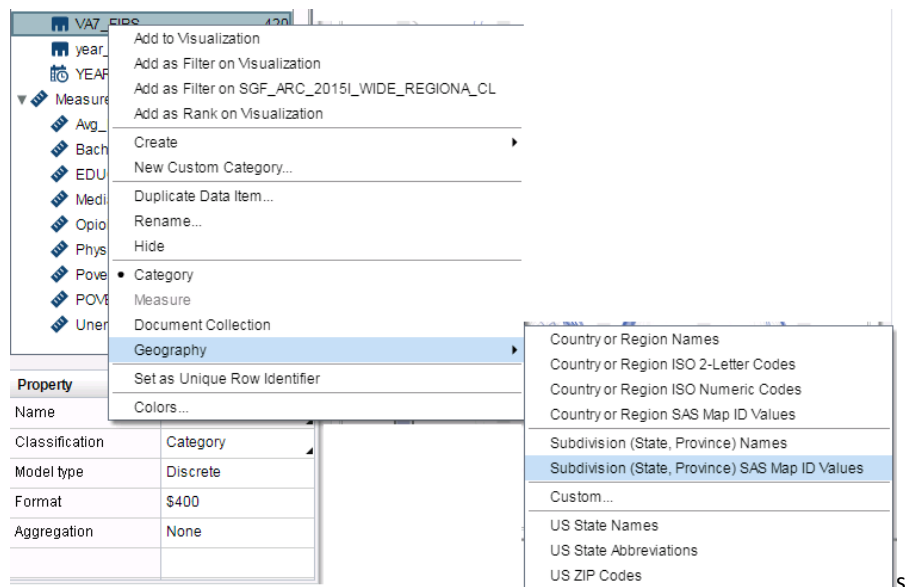 VA7_FIPS 420
year_
YEAR
Measure
Avg_
Bach
EDU
Medi
Opio
Phys
Pove
POVE
Uner
Add to Visualization
Add as Filter on Visualization
Add as Filter on SGF_ARC_2015I_WIDE_REGIONA_CL
Add as Rank on Visualization
Create
New Custom Category...
Duplicate Data Item...
Rename...
Hide
Category
Measure
Document Collection
Geography
Set as Unique Row Identifier
Colors...
Country or Region Names
Country or Region ISO 2-Letter Codes
Country or Region ISO Numeric Codes
Country or Region SAS Map ID Values
Subdivision (State, Province) Names
Subdivision (State, Province) SAS Map ID Values
Custom...
US State Names
US State Abbreviations
US ZIP Codes
s
Property
Name
Classification Category
Model type Discrete
Format $400
Aggregation None